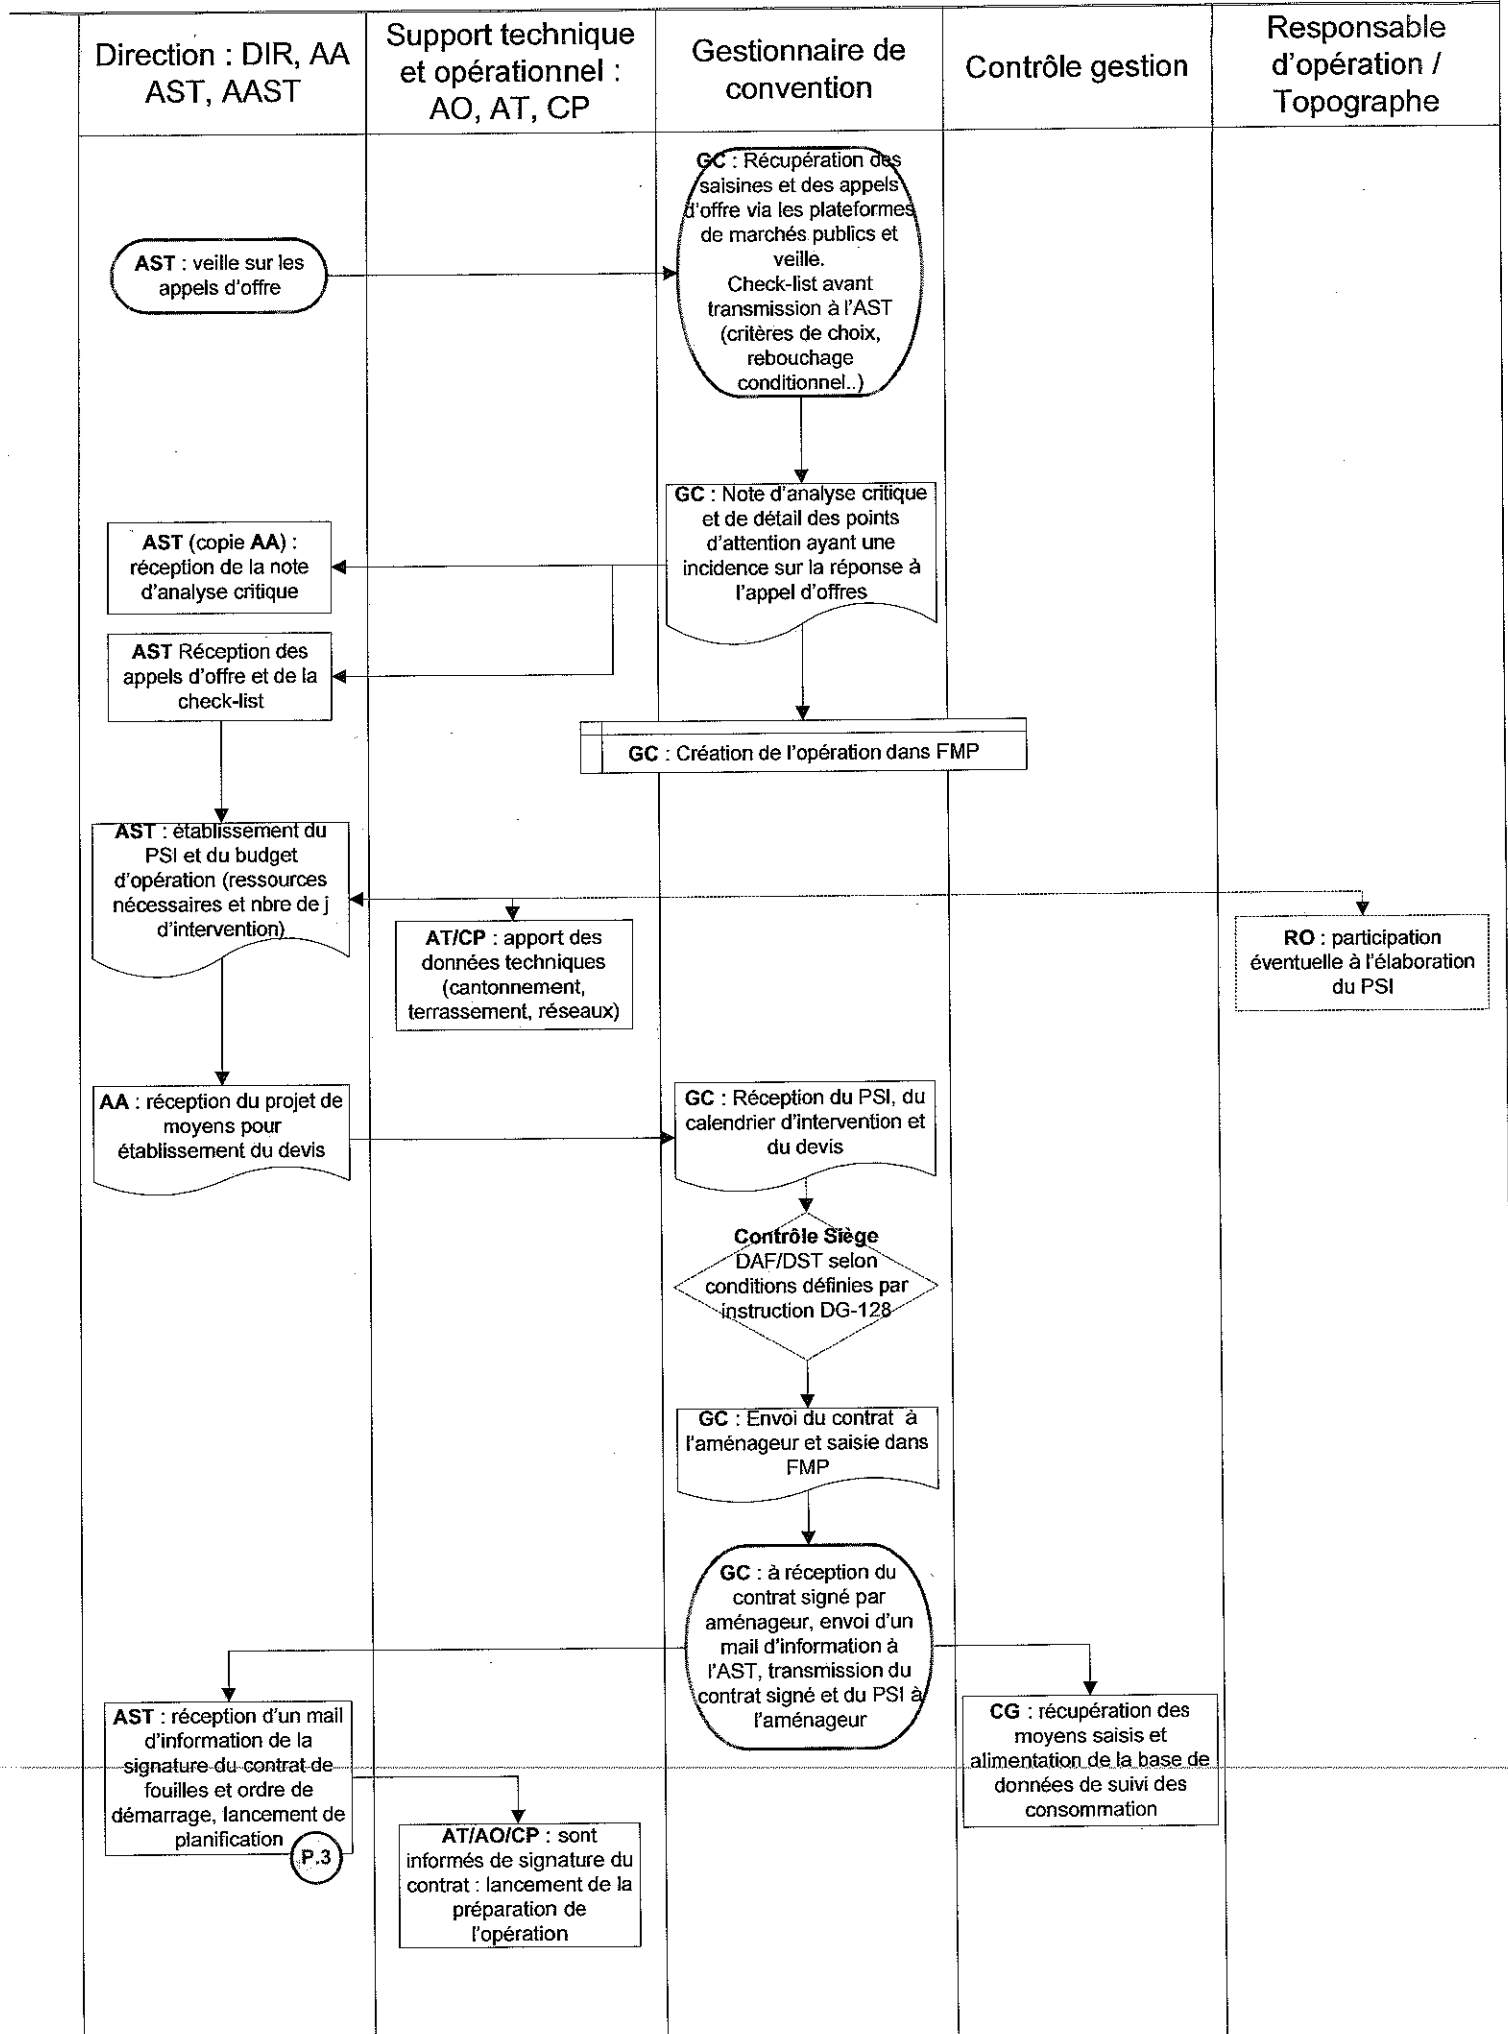 Direction : DIR, AA
AST, AAST
Support technique
et opérationnel :
AO, AT, CP
Gestionnaire de
convention
Contrôle gestion
Responsable
d'opération /
Topographe
GC : Récupération des
saisines et des appels
d'offre via les plateformes
de marchés publics et
veille.
Check-list avant
transmission à l'AST
(critères de choix,
rebouchage
conditionnel..)
AST : veille sur les
appels d'offre
GC : Note d'analyse critique
et de détail des points
d'attention ayant une
incidence sur la réponse à
l'appel d'offres
AST (copie AA) :
réception de la note
d'analyse critique
AST Réception des
appels d'offre et de la
check-list
GC : Création de l'opération dans FMP
AST : établissement du
PSI et du budget
d'opération (ressources
nécessaires et nbre de j
d'intervention)
AT/CP : apport des
données techniques
(cantonnement,
terrassement, réseaux)
RO : participation
éventuelle à l'élaboration
du PSI
AA : réception du projet de
moyens pour
établissement du devis
GC : Réception du PSI, du
calendrier d'intervention et
du devis
Contrôle Siège
DAF/DST selon
conditions définies par
instruction DG-128
GC : Envoi du contrat à
l'aménageur et saisie dans
FMP
GC : à réception du
contrat signé par
aménageur, envoi d'un
mail d'information à
l'AST, transmission du
contrat signé et du PSI à
l'aménageur
AST : réception d'un mail
d'information de la
signature du contrat de
fouilles et ordre de
démarrage, lancement de
planification
P.3
CG : récupération des
moyens saisis et
alimentation de la base de
données de suivi des
consommation
AT/AO/CP : sont
informés de signature du
contrat : lancement de la
préparation de
l'opération